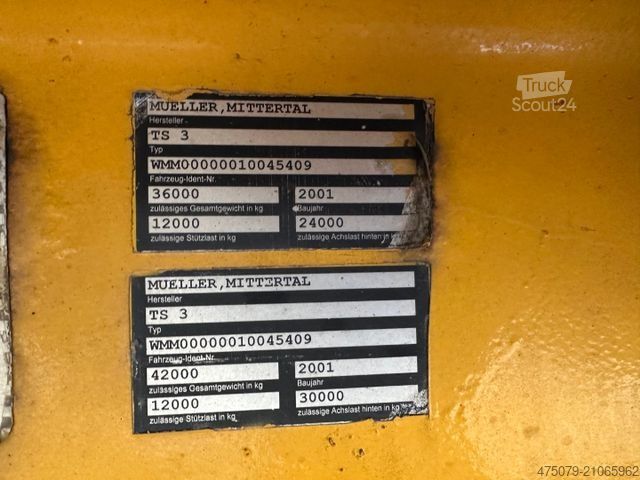 Truck
Scout24
MUELLER,MITTERTAL
Hersteller
TS 3
Typ
WMM00000010045409
Fahrzeug-Ident-Nr.
36000 2001
zulässiges Gesamtgewicht in kg Baujahr
12000 24000
zulässige Stützlast in kg zulässige Achslast hinten in kg
MUELLER,MITTERTAL
Hersteller
TS 3
Typ
WMM00000010045409
Fahrzeug-Ident-Nr.
42000 2001
zulässiges Gesamtgewicht in kg Baujahr
12000 30000
zulässige Stützlast in kg zulässige Achslast hinten in kg
475079-21065962